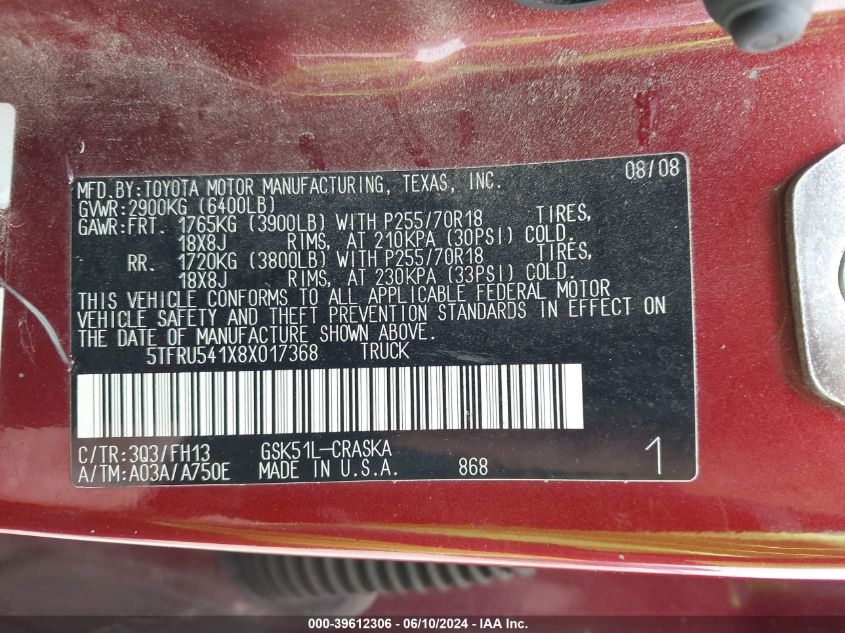 MFD.BY:TOYOTA MOTOR MANUFACTURING, TEXAS, INC. 08/08
GVWR:2900KG (6400LB)
GAWR:FRT. 1765KG (3900LB) WITH P255/70R18 TIRES,
18X8J RIMS, AT 210KPA (30PSI) COLD.
RR. 1720KG (3800LB) WITH P255/70R18 TIRES,
18X8J RIMS, AT 230KPA (33PSI) COLD.
THIS VEHICLE CONFORMS TO ALL APPLICABLE FEDERAL MOTOR
VEHICLE SAFETY AND THEFT PREVENTION STANDARDS IN EFFECT ON
THE DATE OF MANUFACTURE SHOWN ABOVE.
5TFRU541X8X017368 TRUCK
C/TR:3Q3/FH13 GSK51L-CRASKA
A/TM:A03A/A750E MADE IN U.S.A. 868 1
000-39612306 - 06/10/2024 - IAA Inc.